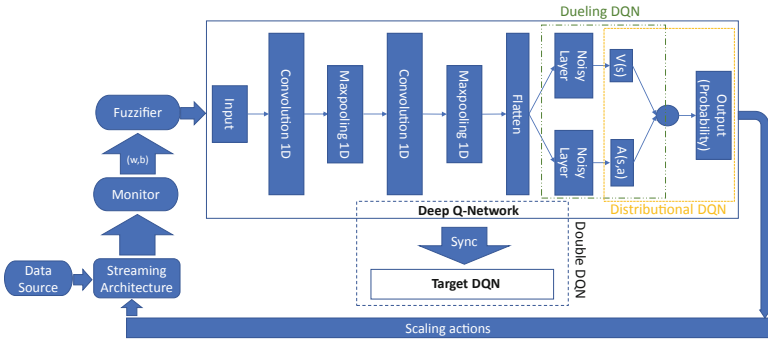 Dueling DQN
Input
Convolution 1D
Maxpooling 1D
Convolution 1D
Maxpooling 1D
Flatten
Noisy
Layer
Noisy
Layer
V(s)
A(s,a)
Output
(Probability)
Distributional DQN
Fuzzifier
(w,b)
Monitor
Data
Source
Streaming
Architecture
Deep Q-Network
Sync
Double DQN
Target DQN
Scaling actions